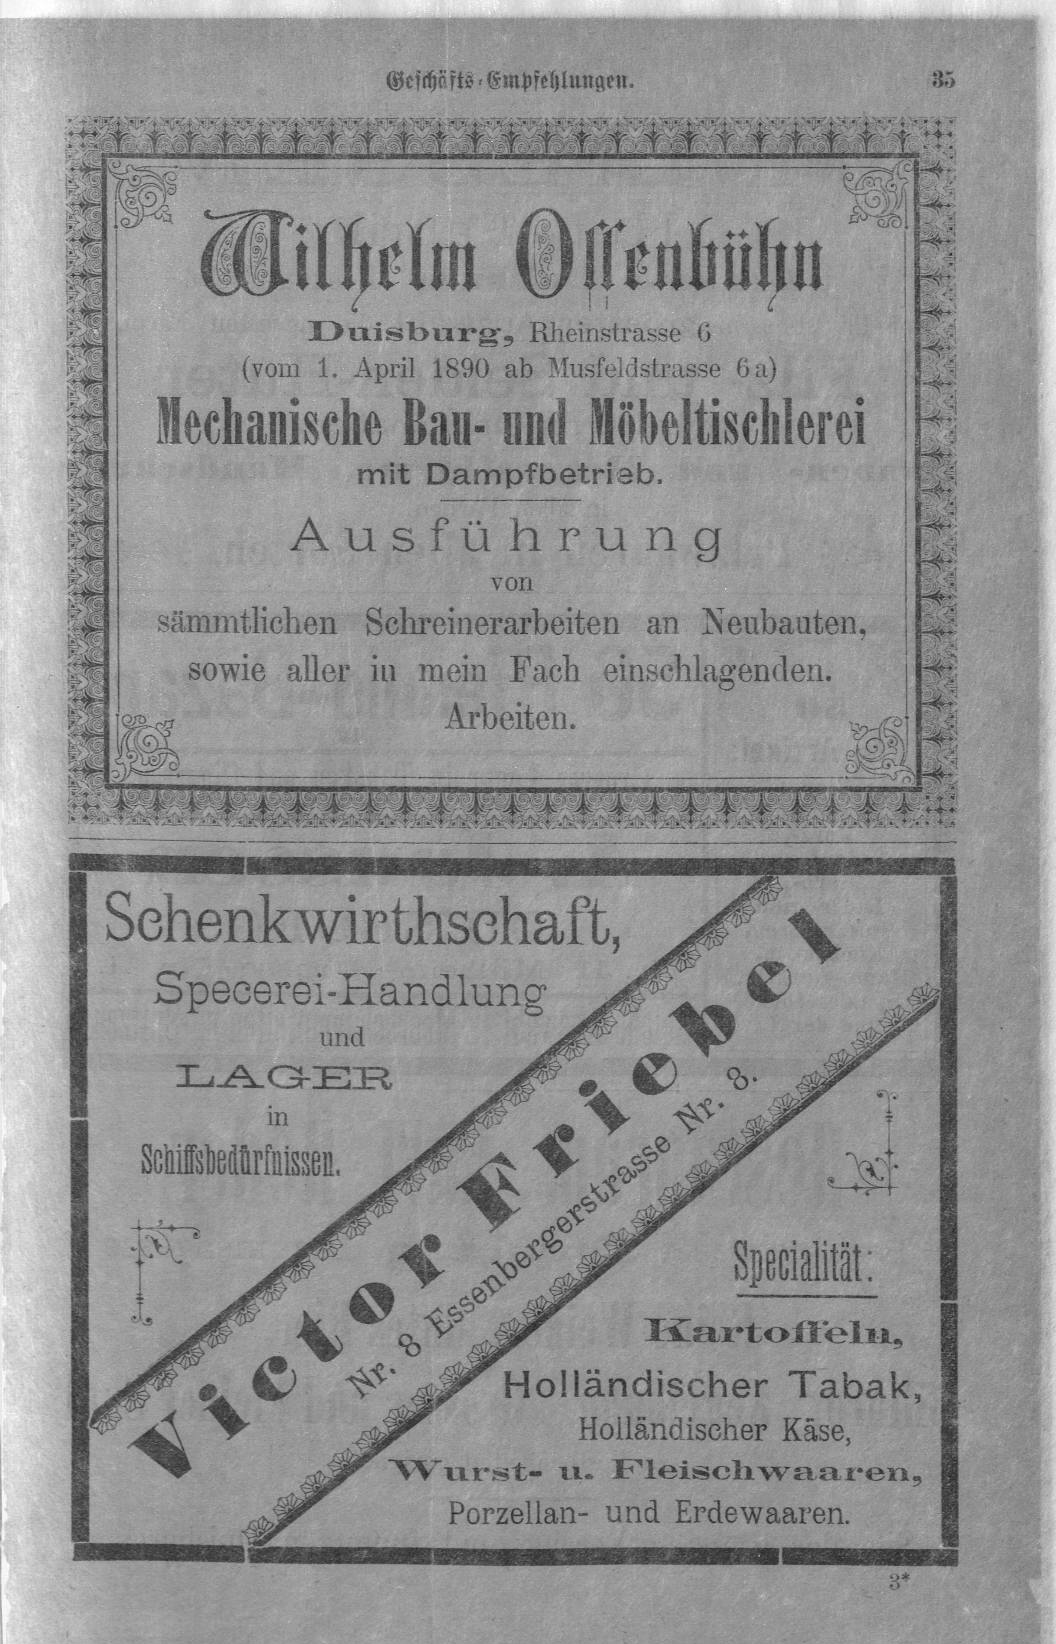 Geschäfts-Empfehlungen. 35
Wilhelm Ossenbühn
Duisburg, Rheinstrasse 6
(vom 1. April 1890 ab Musfeldstrasse 6a)
Mechanische Bau- und Möbeltischlerei
mit Dampfbetrieb.
Ausführung
von
sämmtlichen Schreinerarbeiten an Neubauten,
sowie aller in mein Fach einschlagenden.
Arbeiten.
Schenkwirthschaft,
Specerei-Handlung
und
LAGER
in
Schiffsbedürfnissen.
Victor Friebel
Nr. 8 Essenbergerstrasse Nr. 8.
Specialität:
Kartoffeln,
Holländischer Tabak,
Holländischer Käse,
Wurst- u. Fleischwaaren,
Porzellan- und Erdewaaren.
3*